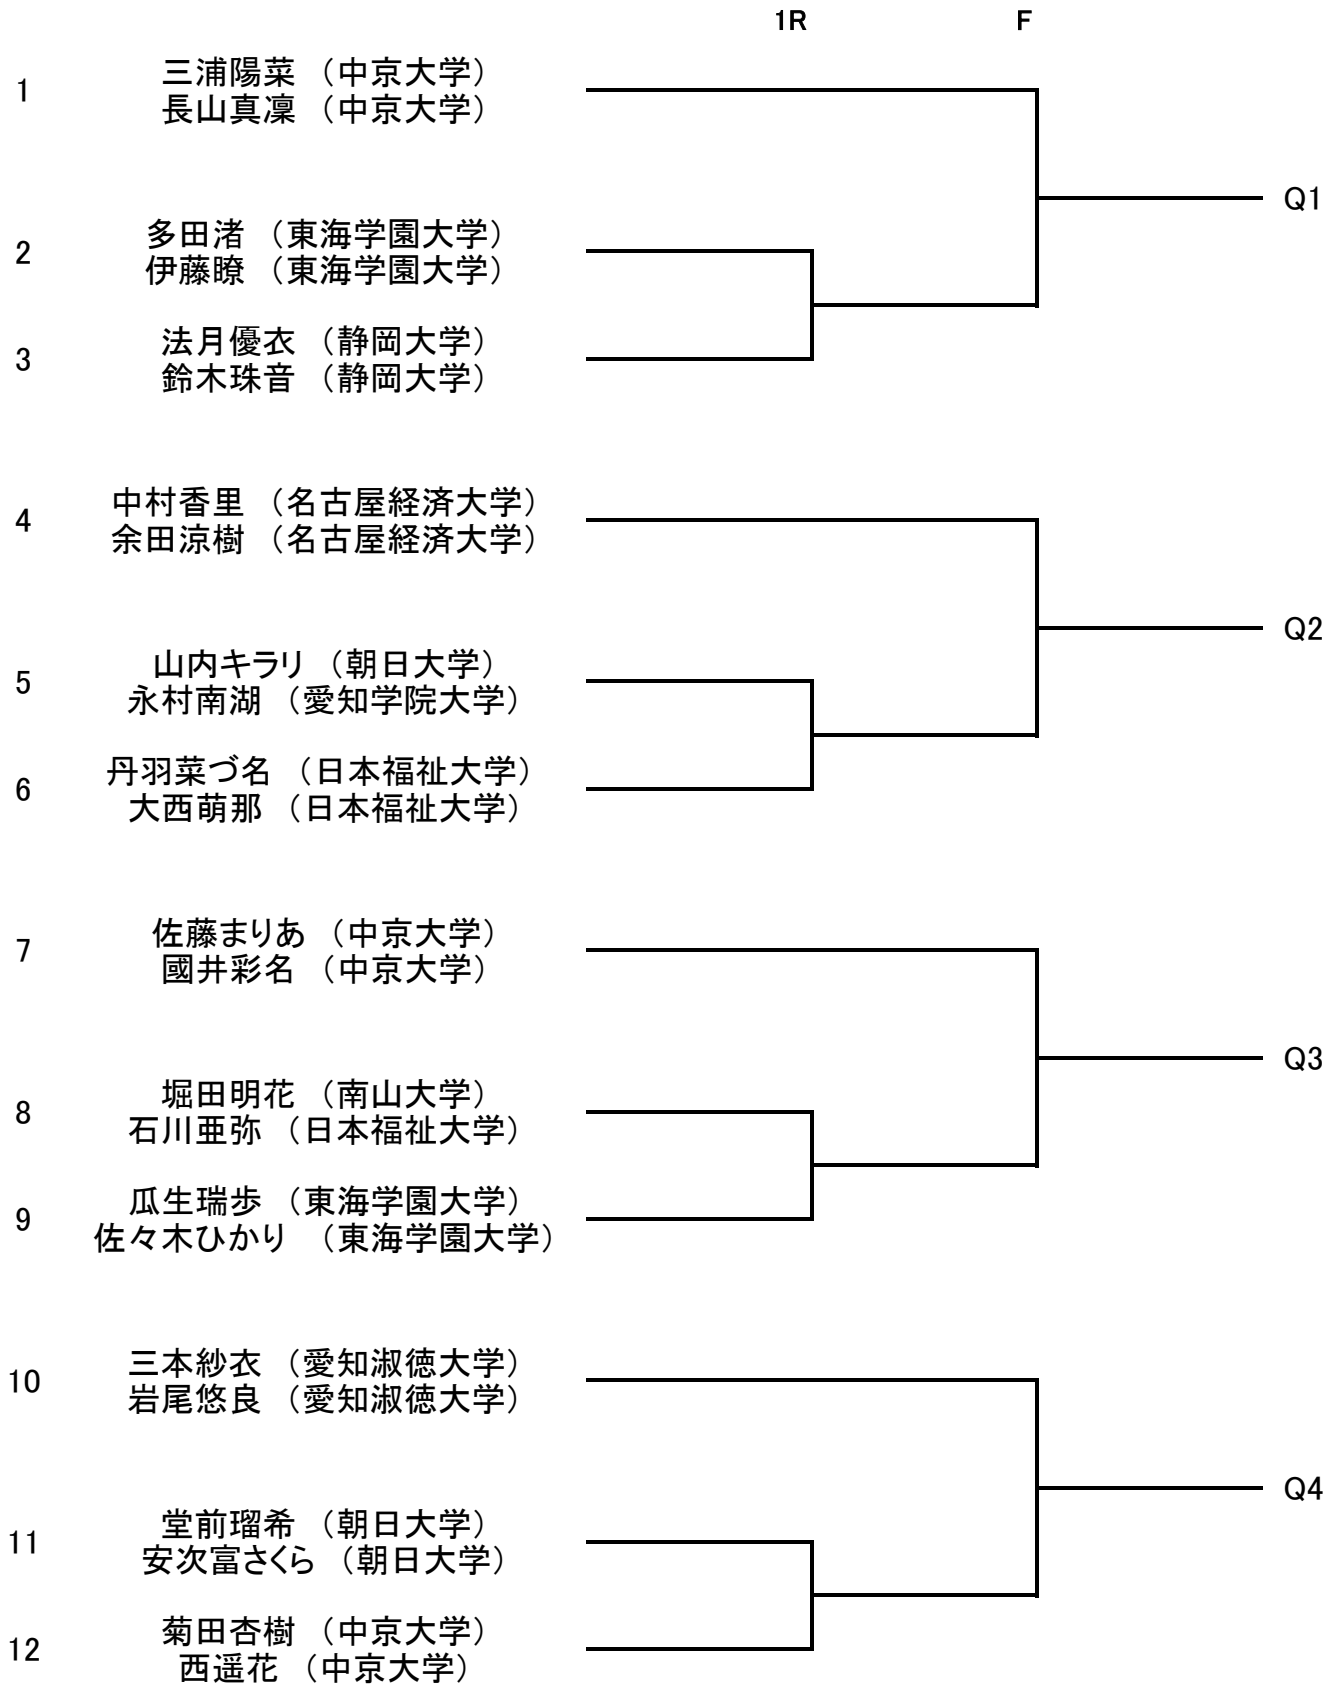 1R F
1 三浦陽菜 （中京大学）
長山真凜 （中京大学）
Q1
2 多田渚 （東海学園大学）
伊藤瞭 （東海学園大学）
3 法月優衣 （静岡大学）
鈴木珠音 （静岡大学）
4 中村香里 （名古屋経済大学）
余田涼樹 （名古屋経済大学）
Q2
5 山内キラリ （朝日大学）
永村南湖 （愛知学院大学）
6 丹羽菜づ名 （日本福祉大学）
大西萌那 （日本福祉大学）
7 佐藤まりあ （中京大学）
國井彩名 （中京大学）
Q3
8 堀田明花 （南山大学）
石川亜弥 （日本福祉大学）
9 瓜生瑞歩 （東海学園大学）
佐々木ひかり （東海学園大学）
10 三本紗衣 （愛知淑徳大学）
岩尾悠良 （愛知淑徳大学）
Q4
11 堂前瑠希 （朝日大学）
安次富さくら （朝日大学）
12 菊田杏樹 （中京大学）
西遥花 （中京大学）